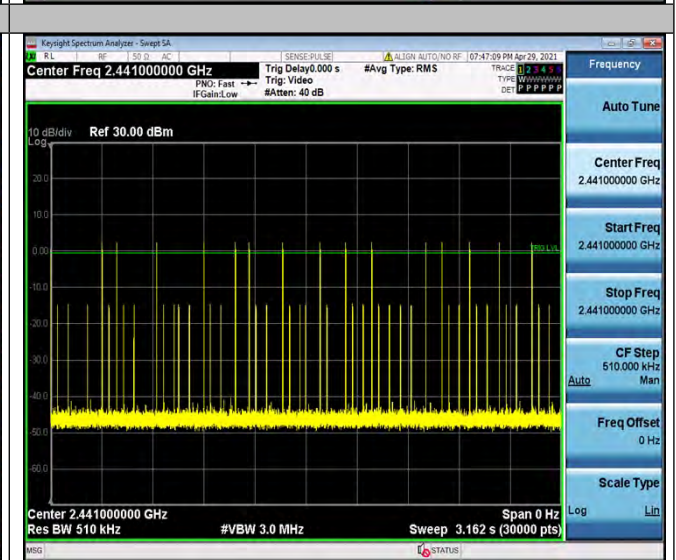 Keysight Spectrum Analyzer - Swept SA
RL RF 50 Ω AC SENSE:PULSE ALIGN AUTO/NO RF 07:47:09 PM Apr 29, 2021
Center Freq 2.441000000 GHz
PNO: Fast
IFGain:Low
Trig Delay0.000 s
Trig: Video
#Atten: 40 dB
#Avg Type: RMS
TRACE 1 2 3 4 5 6
TYPE
DET P P P P P P
10 dB/div Ref 30.00 dBm
Log
20.0
10.0
0.00
TRIG LVL
-10.0
-20.0
-30.0
-40.0
-50.0
-60.0
Center 2.441000000 GHz Span 0 Hz
Res BW 510 kHz #VBW 3.0 MHz Sweep 3.162 s (30000 pts)
MSG STATUS
Frequency
Auto Tune
Center Freq
2.441000000 GHz
Start Freq
2.441000000 GHz
Stop Freq
2.441000000 GHz
CF Step
510.000 kHz
Auto Man
Freq Offset
0 Hz
Scale Type
Log Lin